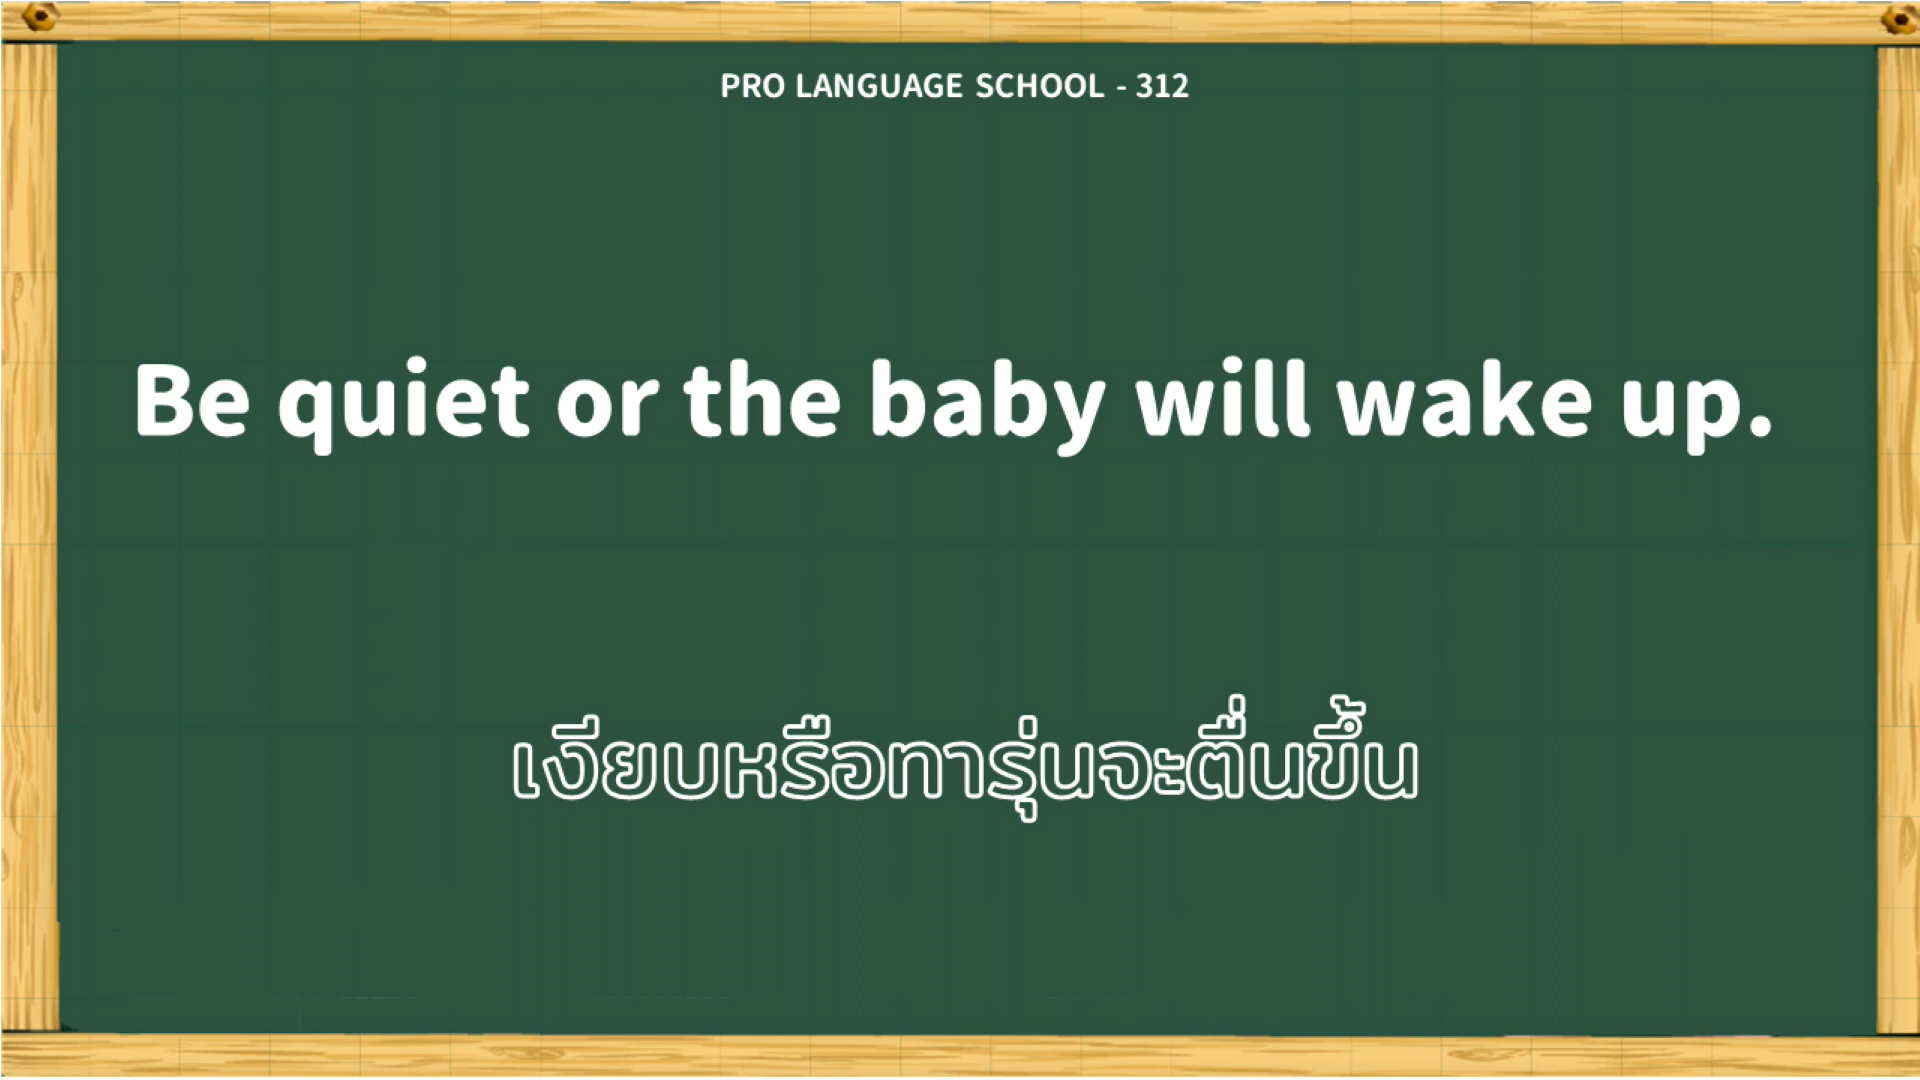 PRO LANGUAGE SCHOOL - 312
Be quiet or the baby will wake up.
เงียบหรือทารุ่นจะตื่นขึ้น